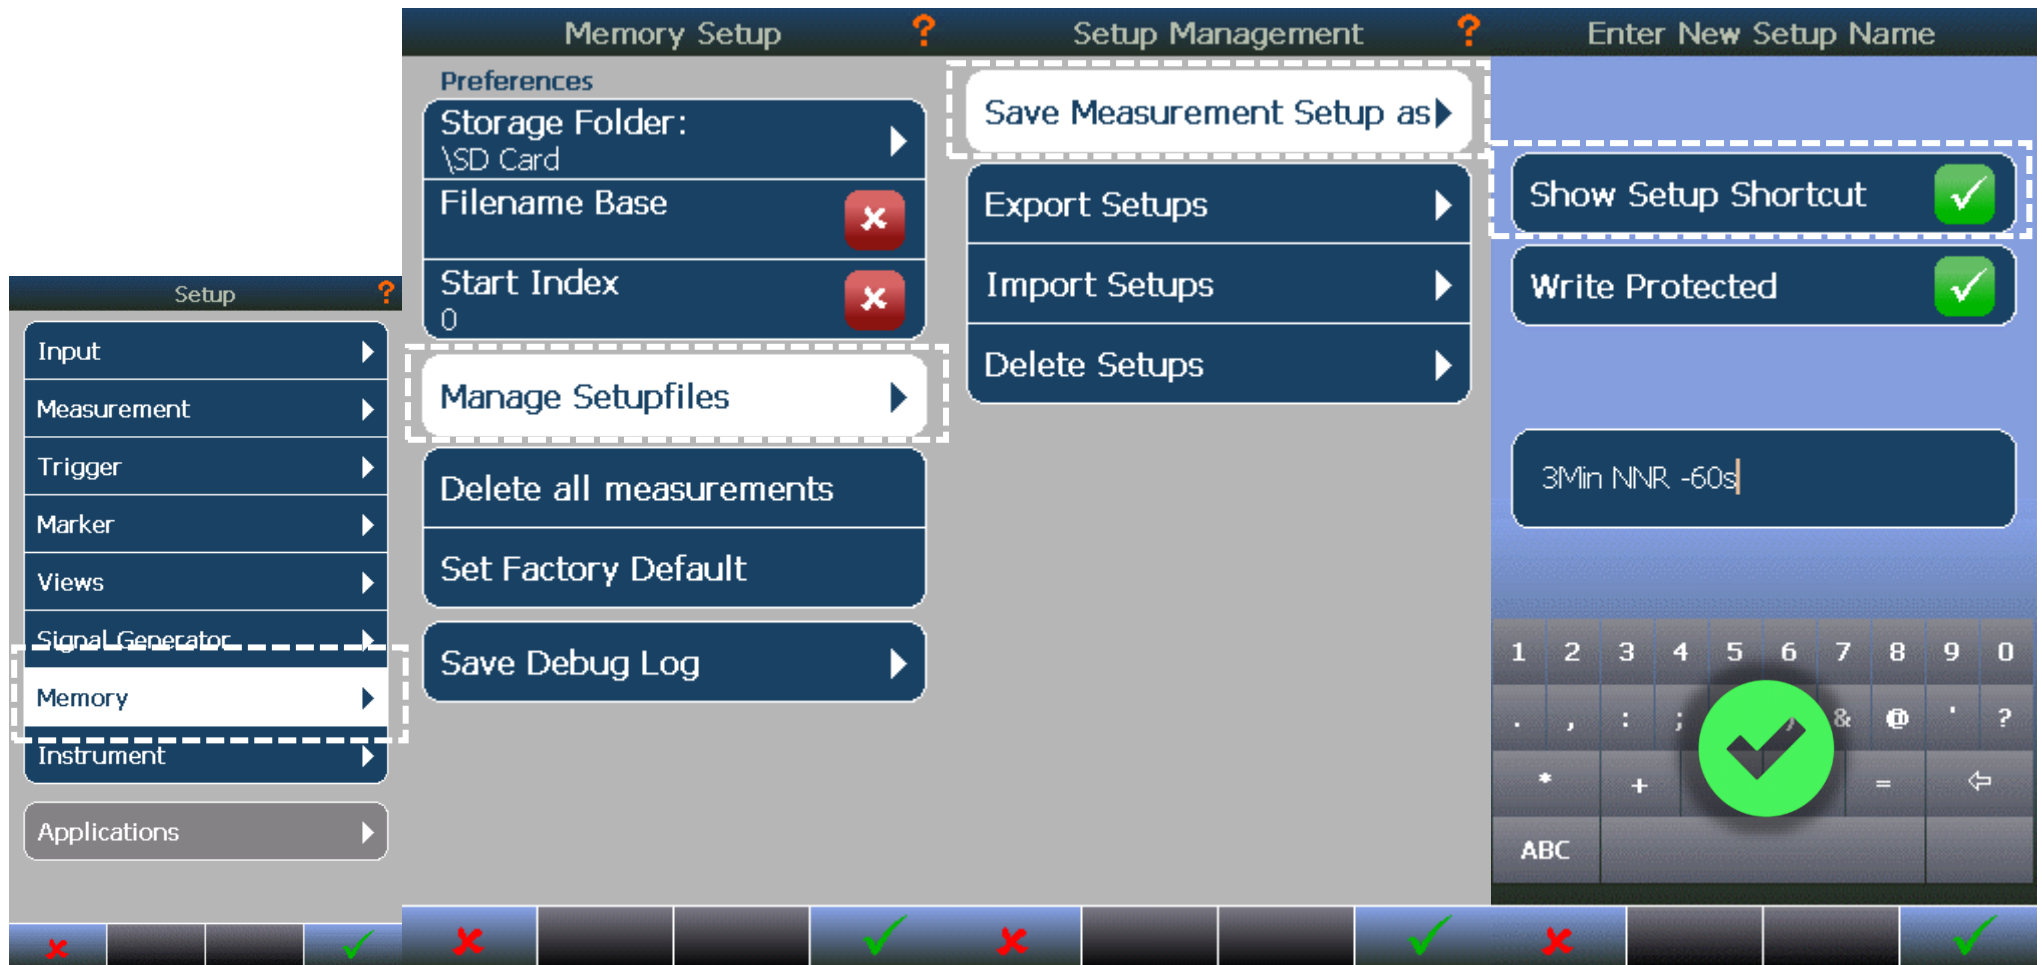 Setup ?
Input
Measurement
Trigger
Marker
Views
Signal Generator
Memory
Instrument
Applications
Memory Setup ?
Preferences
Storage Folder:
\SD Card
Filename Base
Start Index
0
Manage Setupfiles
Delete all measurements
Set Factory Default
Save Debug Log
Setup Management ?
Save Measurement Setup as
Export Setups
Import Setups
Delete Setups
Enter New Setup Name
Show Setup Shortcut
Write Protected
3Min NNR -60s
1 2 3 4 5 6 7 8 9 0
. , : ; ) & @ ' ?
* + =
ABC